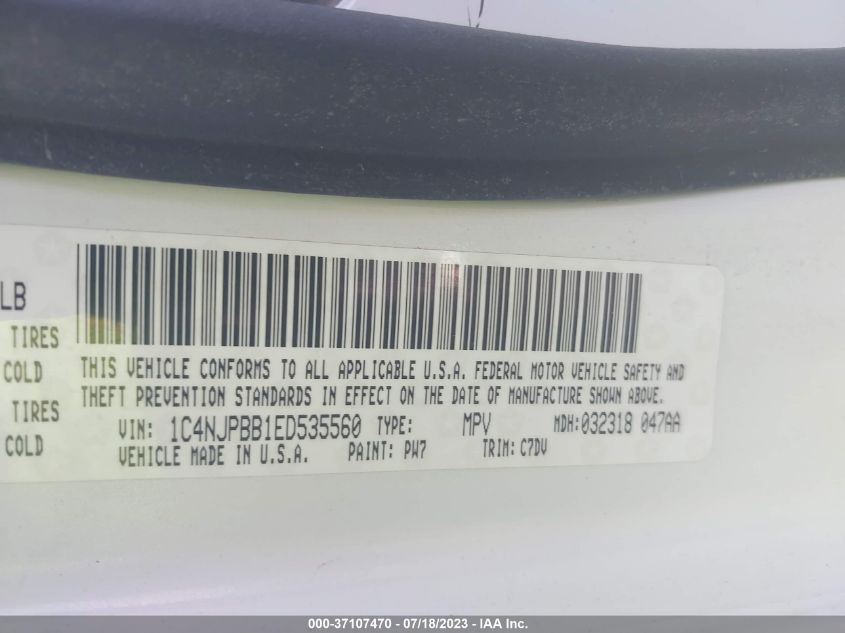 LB
TIRES
COLD
TIRES
COLD
THIS VEHICLE CONFORMS TO ALL APPLICABLE U.S.A. FEDERAL MOTOR VEHICLE SAFETY AND
THEFT PREVENTION STANDARDS IN EFFECT ON THE DATE OF MANUFACTURE SHOWN ABOVE.
VIN: 1C4NJPBB1ED535560 TYPE: MPV MDH:032318 047AA
VEHICLE MADE IN U.S.A. PAINT: PW7 TRIM: C7DV
000-37107470 - 07/18/2023 - IAA Inc.